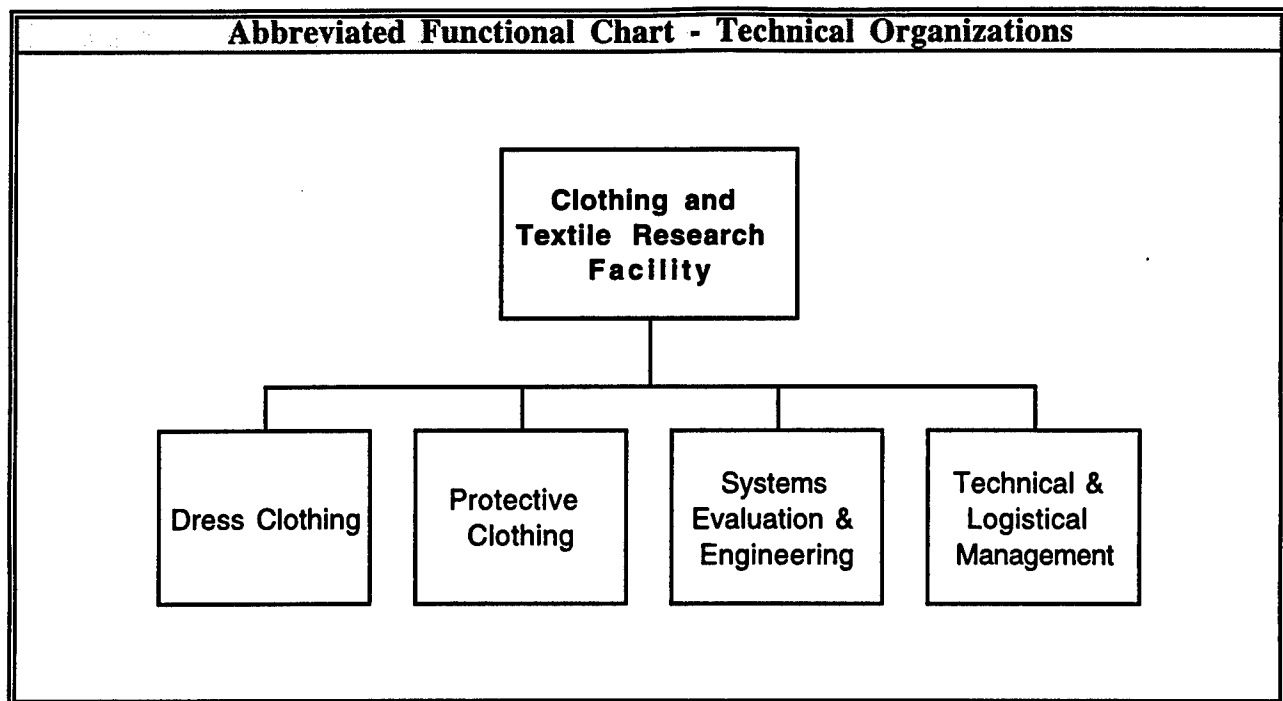 Abbreviated Functional Chart - Technical Organizations
Clothing and
Textile Research
Facility
Dress Clothing
Protective
Clothing
Systems
Evaluation &
Engineering
Technical &
Logistical
Management